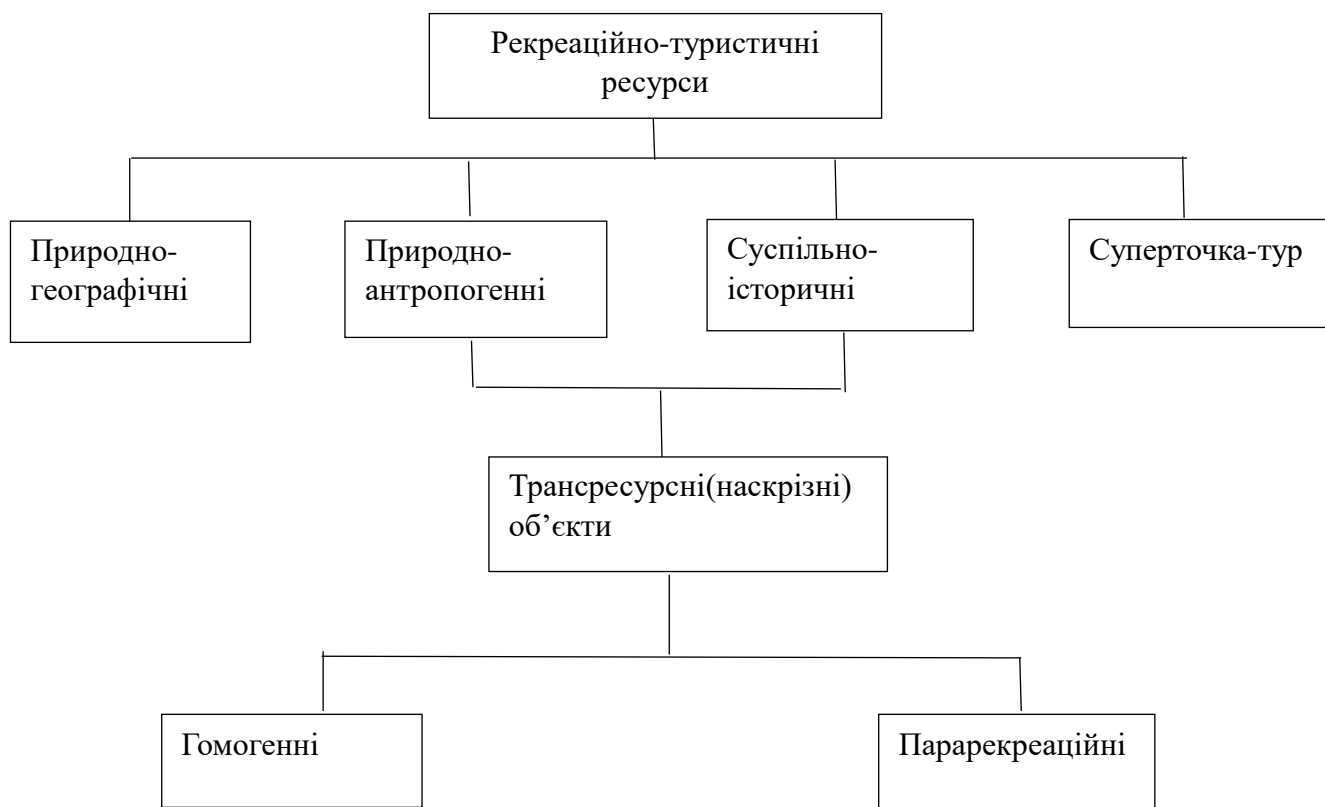 Рекреаційно-туристичні
ресурси
Природно-
географічні
Природно-
антропогенні
Суспільно-
історичні
Суперточка-тур
Трансресурсні(наскрізні)
об’єкти
Гомогенні
Парарекреаційні